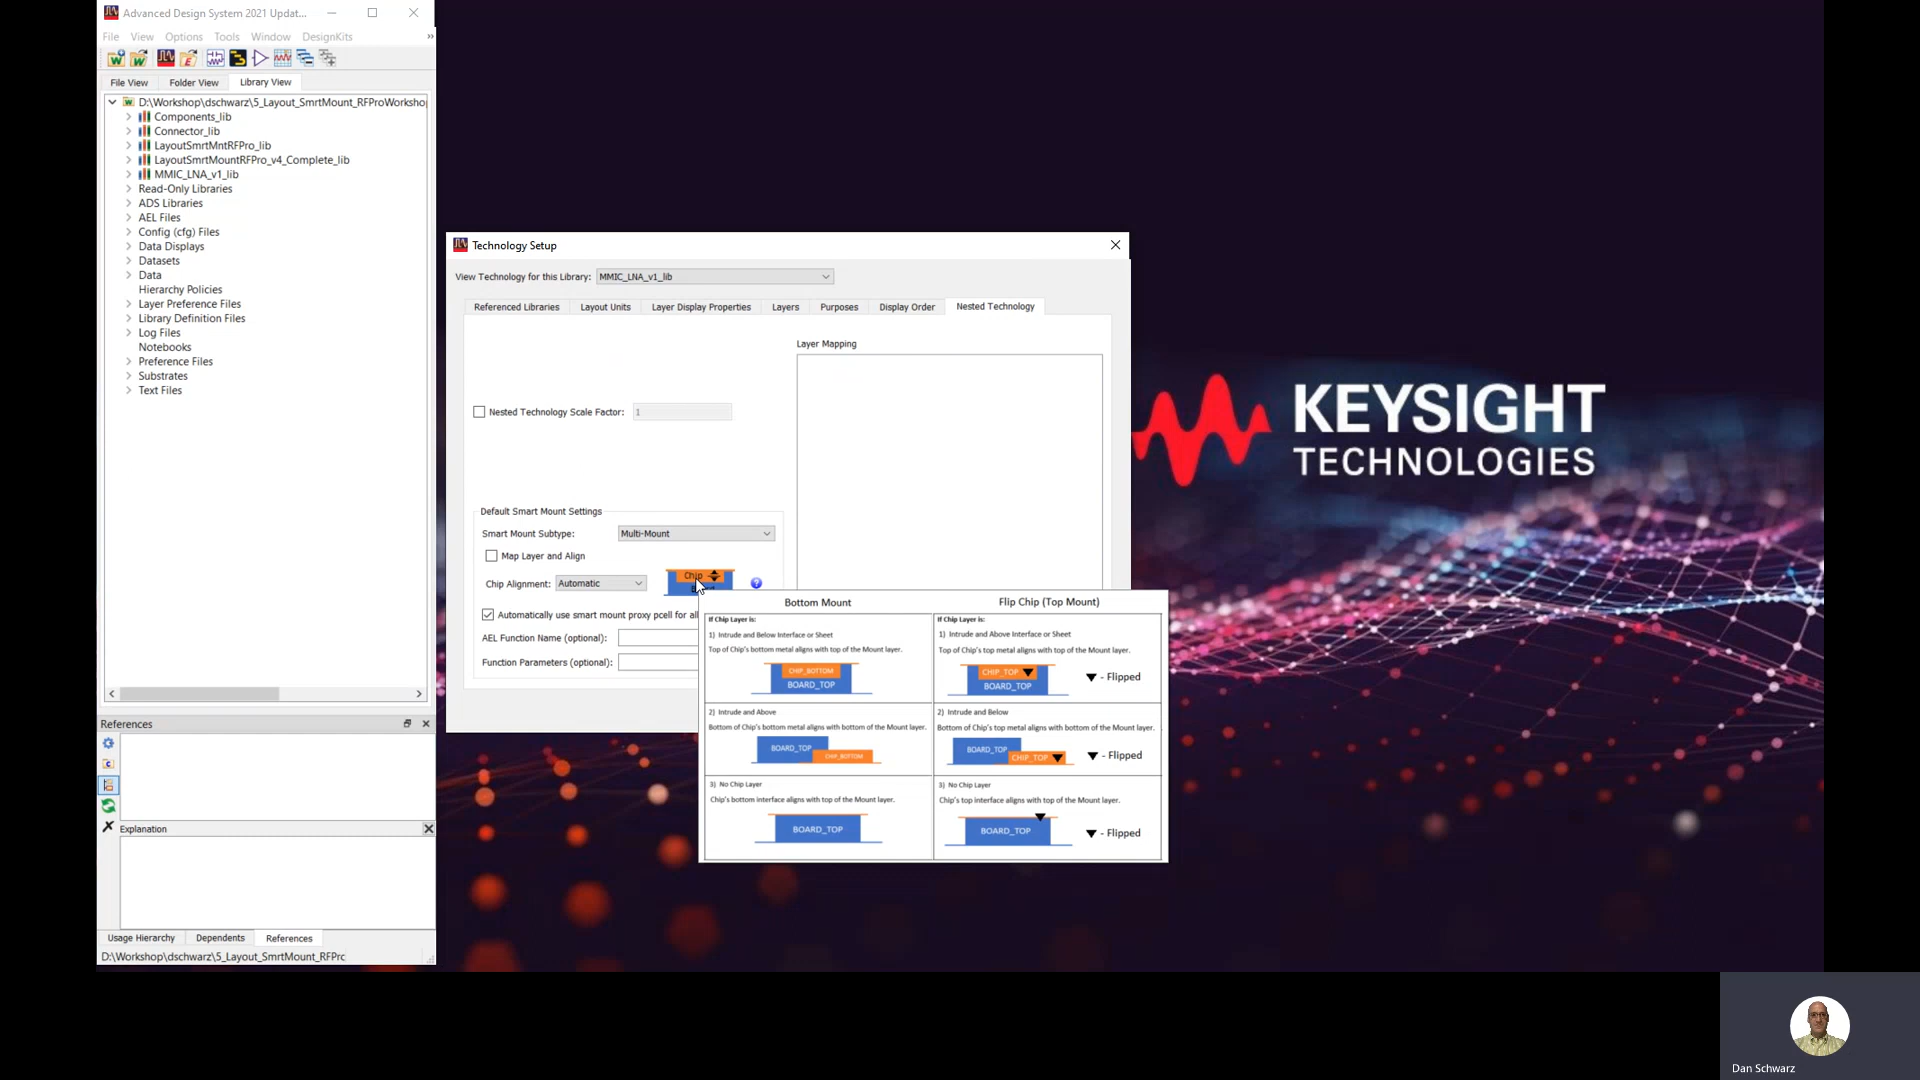 Advanced Design System 2021 Updat...
File View Options Tools Window DesignKits »
File View Folder View Library View
D:\Workshop\dschwarz\5_Layout_SmrtMount_RFProWorkshop
Components_lib
Connector_lib
LayoutSmrtMntRFPro_lib
LayoutSmrtMountRFPro_v4_Complete_lib
MMIC_LNA_v1_lib
Read-Only Libraries
ADS Libraries
AEL Files
Config (cfg) Files
Data Displays
Datasets
Data
Hierarchy Policies
Layer Preference Files
Library Definition Files
Log Files
Notebooks
Preference Files
Substrates
Text Files
References
Explanation
Usage Hierarchy Dependents References
D:\Workshop\dschwarz\5_Layout_SmrtMount_RFPrc
Technology Setup
View Technology for this Library: MMIC_LNA_v1_lib
Referenced Libraries Layout Units Layer Display Properties Layers Purposes Display Order Nested Technology
Layer Mapping
Nested Technology Scale Factor: 1
Default Smart Mount Settings
Smart Mount Subtype: Multi-Mount
Map Layer and Align
Chip Alignment: Automatic
Chip
Automatically use smart mount proxy pcell for all
AEL Function Name (optional):
Function Parameters (optional):
Bottom Mount
If Chip Layer is:
1) Intrude and Below Interface or Sheet
Top of Chip's bottom metal aligns with top of the Mount layer.
CHIP_BOTTOM
BOARD_TOP
2) Intrude and Above
Bottom of Chip's bottom metal aligns with bottom of the Mount layer.
BOARD_TOP
CHIP_BOTTOM
3) No Chip Layer
Chip's bottom interface aligns with top of the Mount layer.
BOARD_TOP
Flip Chip (Top Mount)
If Chip Layer is:
1) Intrude and Above Interface or Sheet
Top of Chip's top metal aligns with top of the Mount layer.
CHIP_TOP
BOARD_TOP
- Flipped
2) Intrude and Below
Bottom of Chip's top metal aligns with bottom of the Mount layer.
BOARD_TOP
CHIP_TOP
- Flipped
3) No Chip Layer
Chip's top interface aligns with top of the Mount layer.
BOARD_TOP
- Flipped
KEYSIGHT
TECHNOLOGIES
Dan Schwarz